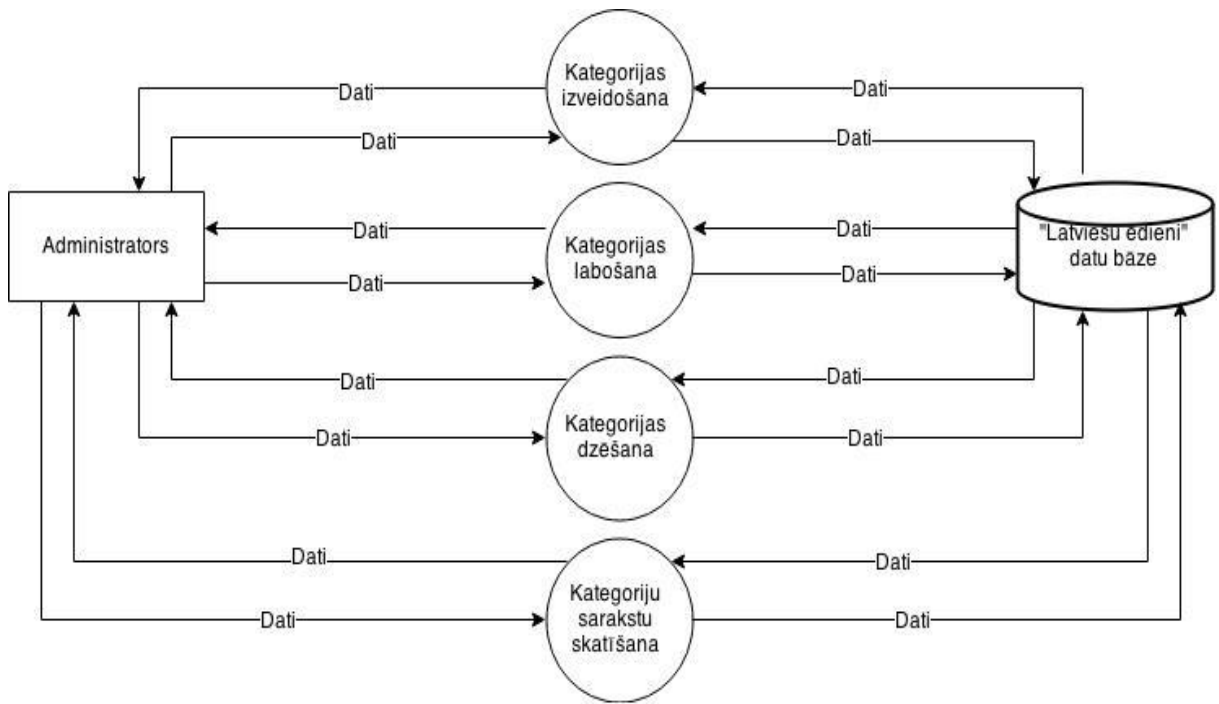 Kategorijas
izveidošana
Dati
Dati
Dati
Dati
Administrators
Dati
Kategorijas
labošana
Dati
Dati
Dati
"Latviešu ēdieni"
datu bāze
Dati
Kategorijas
dzēšana
Dati
Dati
Dati
Dati
Kategoriju
sarakstu
skatīšana
Dati
Dati
Dati